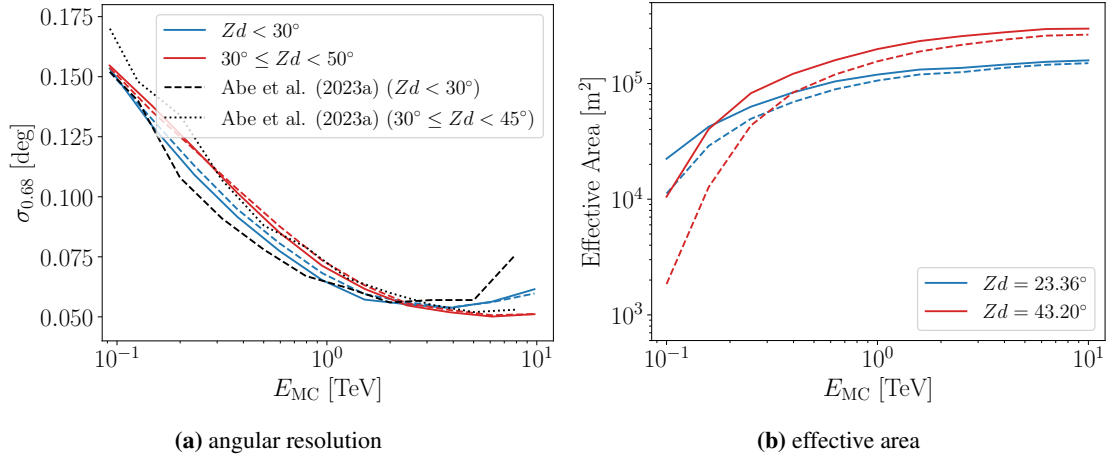 0.175
0.150
0.125
0.100
0.075
0.050
σ0.68 [deg]
Zd < 30°
30° ≤ Zd < 50°
Abe et al. (2023a) (Zd < 30°)
Abe et al. (2023a) (30° ≤ Zd < 45°)
10⁻¹ 10⁰ 10¹
E_MC [TeV]
(a) angular resolution
10⁵
10⁴
10³
Effective Area [m²]
Zd = 23.36°
Zd = 43.20°
10⁻¹ 10⁰ 10¹
E_MC [TeV]
(b) effective area